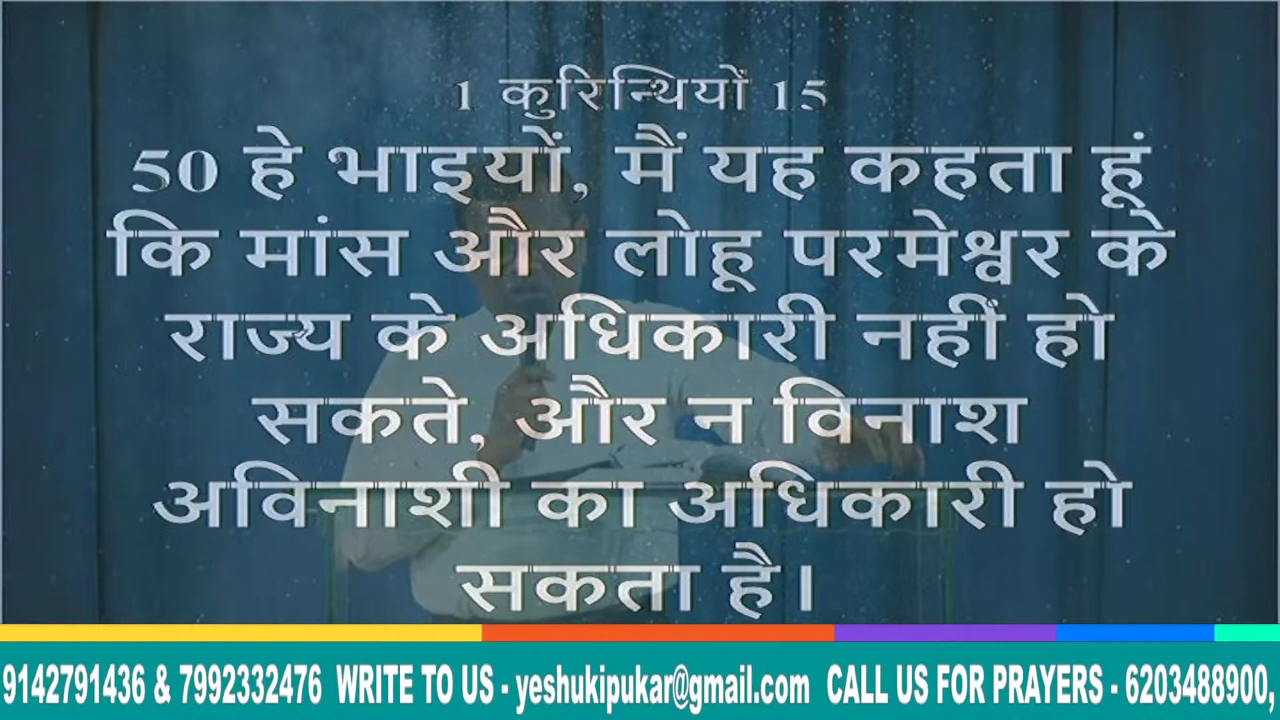 1 कुरिन्थियों 15
50 हे भाइयों, मैं यह कहता हूं
कि मांस और लोहू परमेश्वर के
राज्य के अधिकारी नहीं हो
सकते, और न विनाश
अविनाशी का अधिकारी हो
सकता है।
9142791436 & 7992332476 WRITE TO US - yeshukipukar@gmail.com CALL US FOR PRAYERS - 6203488900,